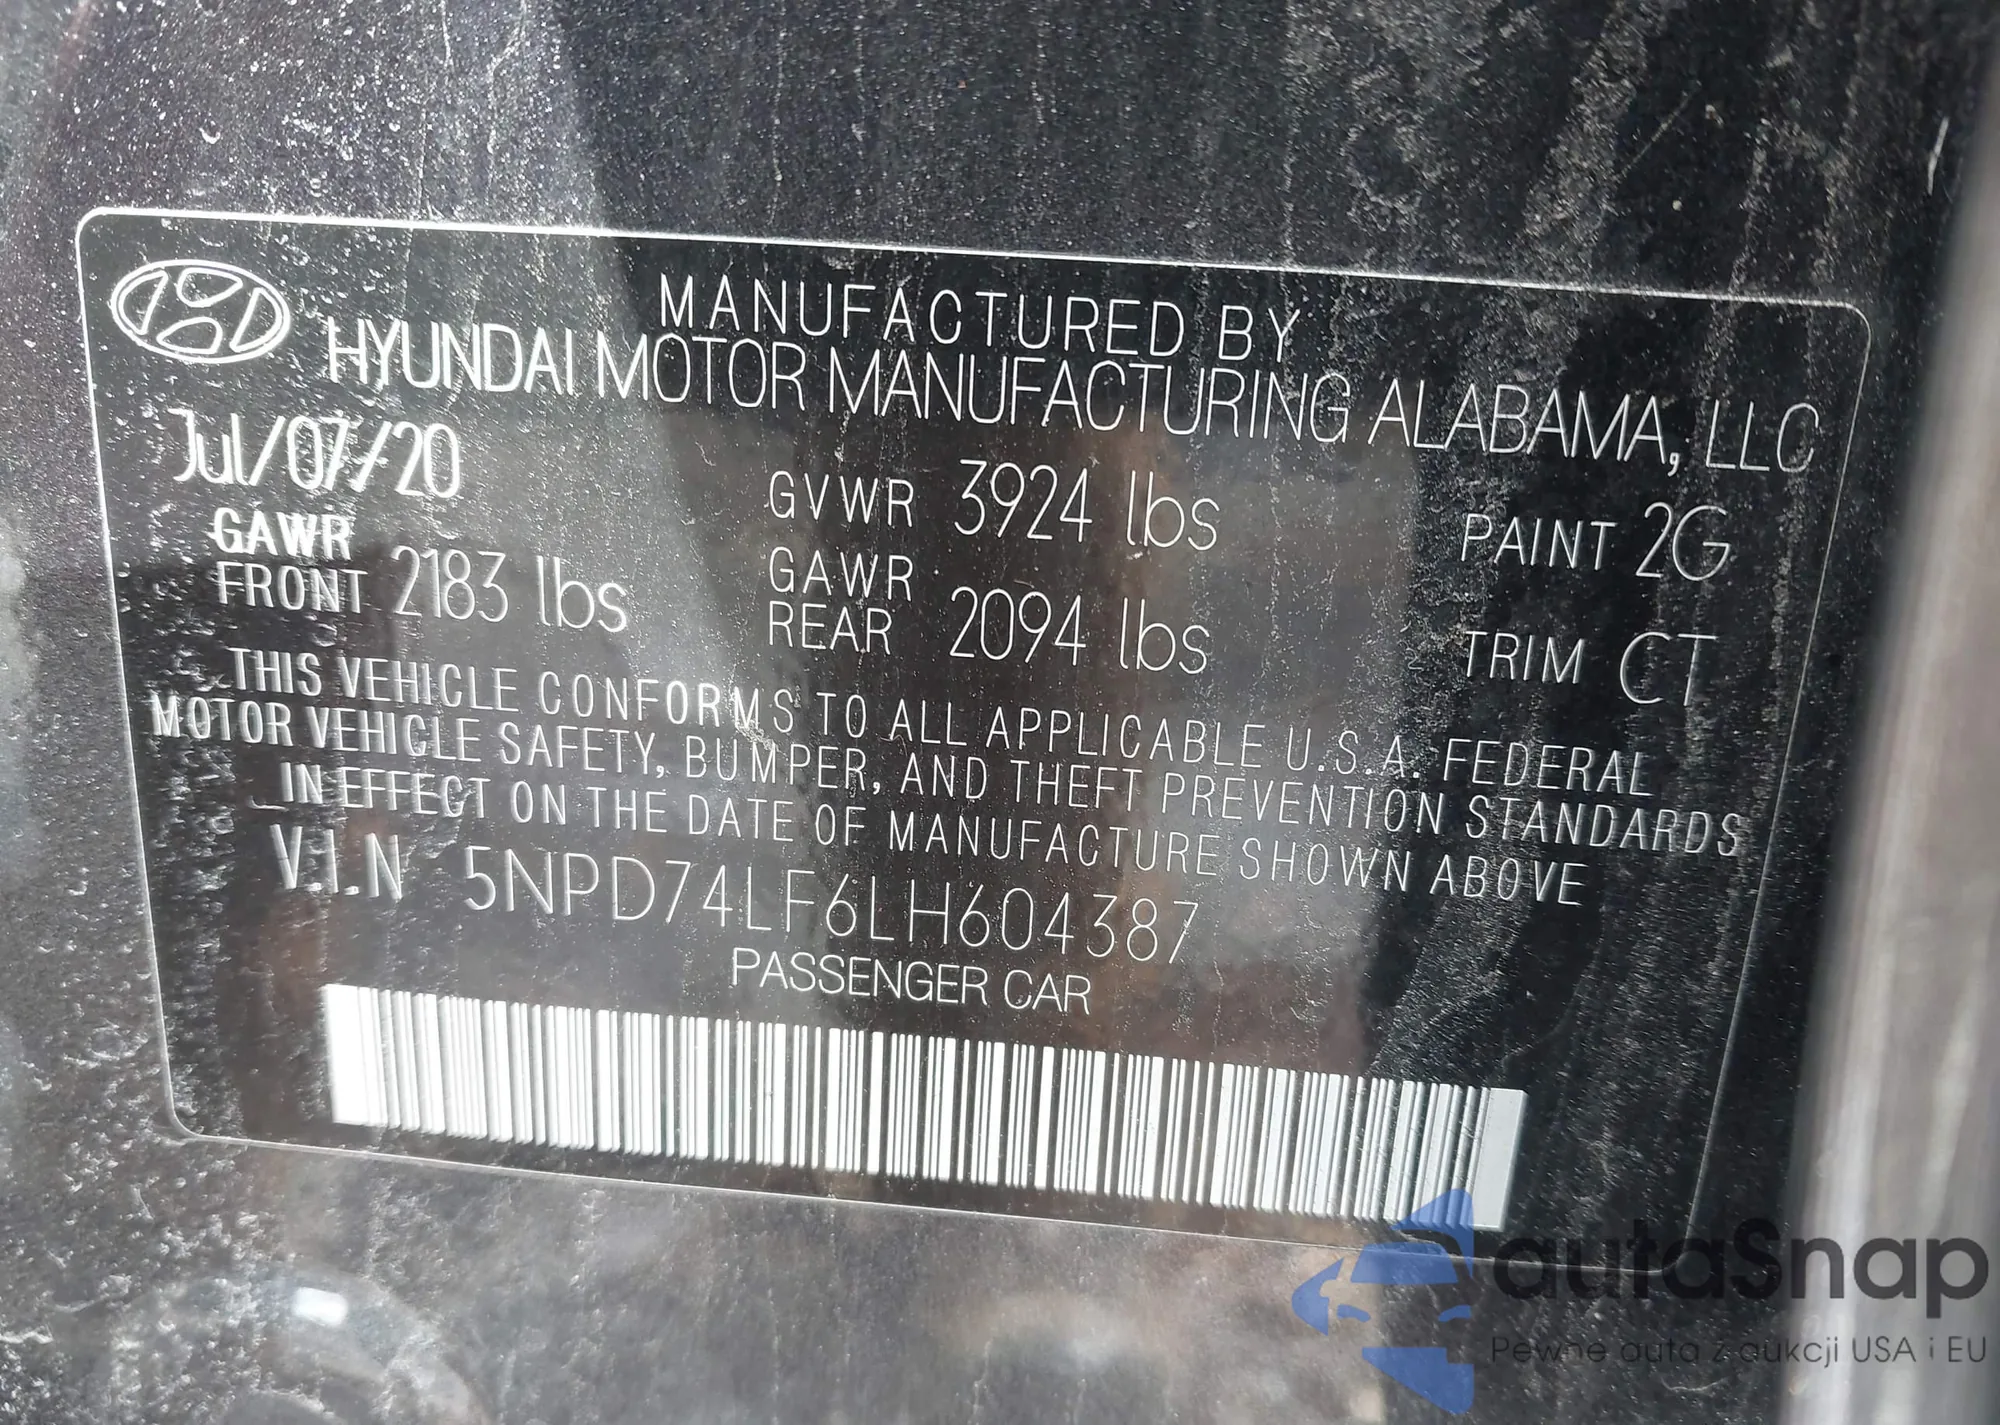 MANUFACTURED BY
HYUNDAI MOTOR MANUFACTURING ALABAMA, LLC
Jul/07/20 GVWR 3924 lbs PAINT 2G
GAWR FRONT 2183 lbs GAWR REAR 2094 lbs TRIM CT
THIS VEHICLE CONFORMS TO ALL APPLICABLE U.S.A. FEDERAL
MOTOR VEHICLE SAFETY, BUMPER, AND THEFT PREVENTION STANDARDS
IN EFFECT ON THE DATE OF MANUFACTURE SHOWN ABOVE
V.I.N 5NPD74LF6LH604387
PASSENGER CAR
autaSnap
Pewne auta z aukcji USA i EU